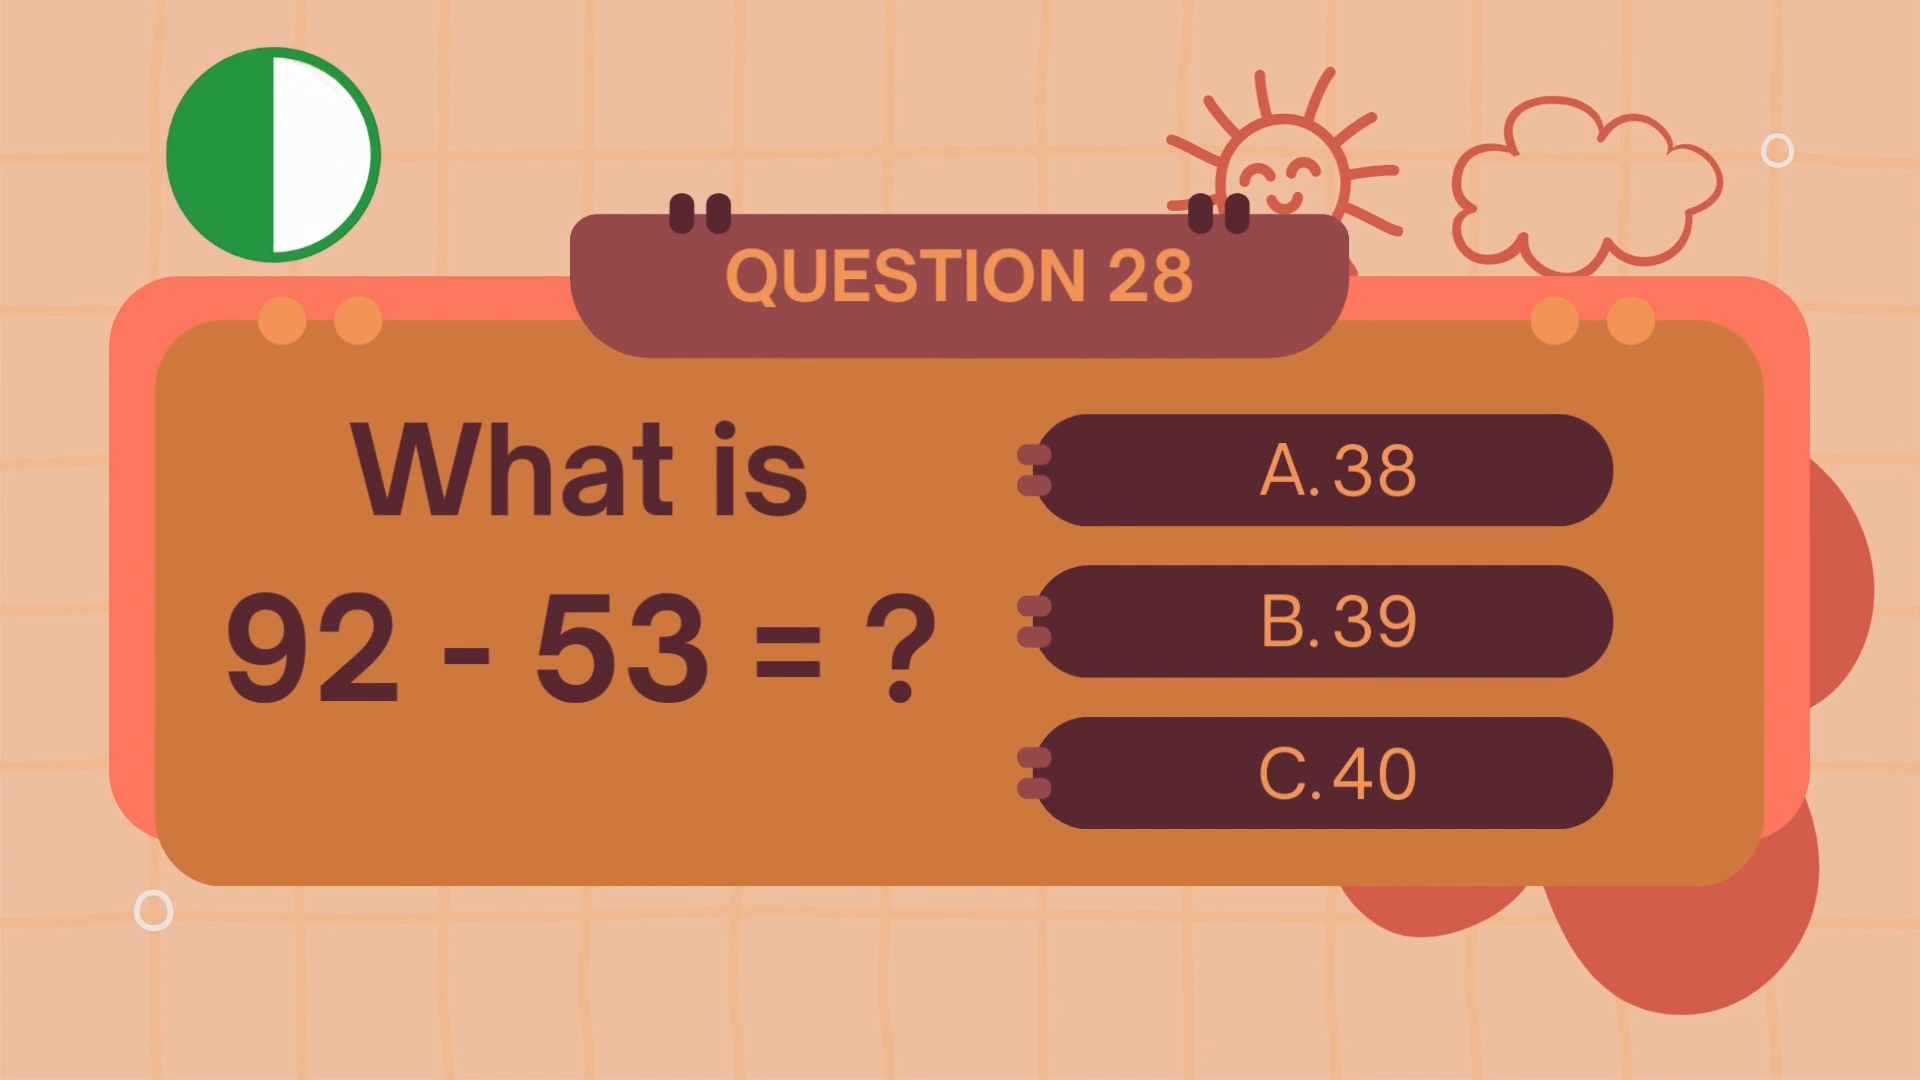 QUESTION 28
What is
92 - 53 = ?
A. 38
B. 39
C. 40